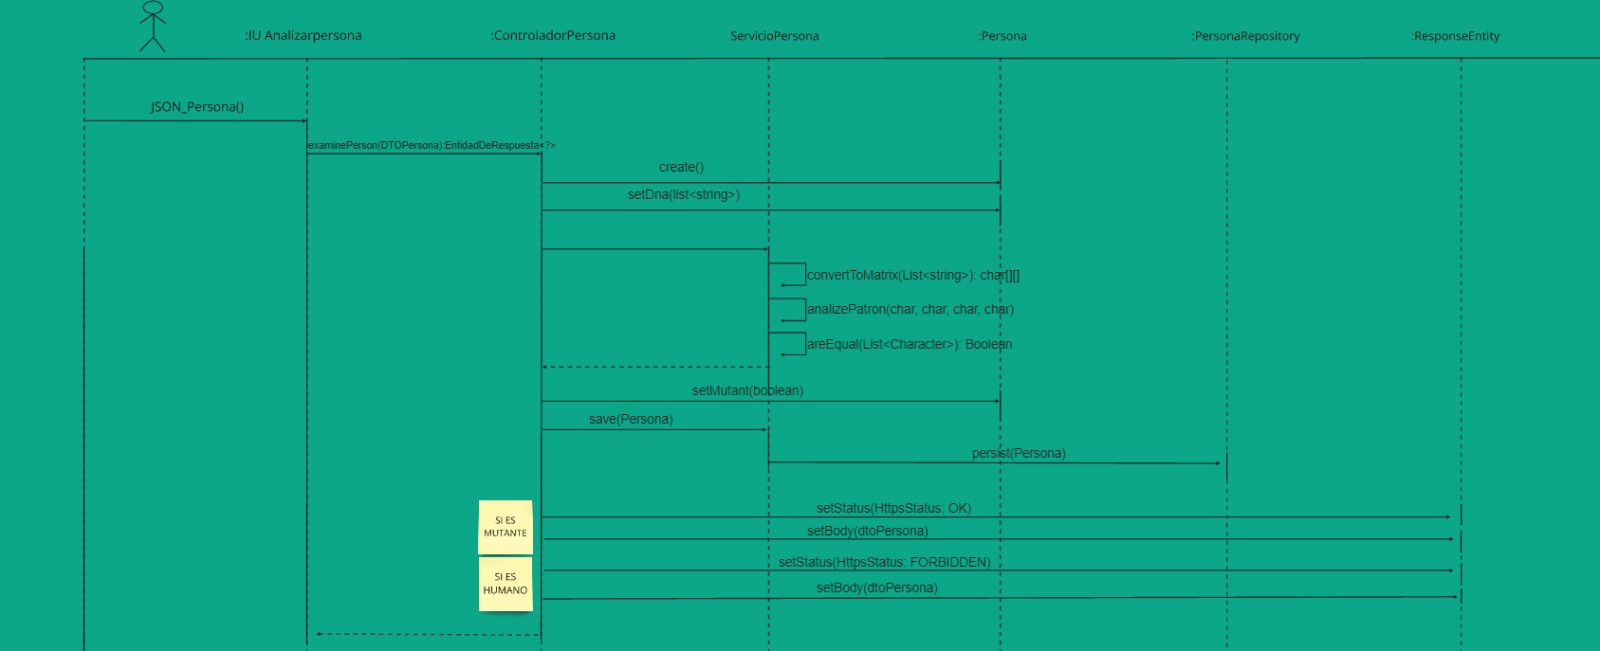 :IU Analizarpersona
:ControladorPersona
ServicioPersona
:Persona
:PersonaRepository
:ResponseEntity
JSON_Persona()
examinePerson(DTOPersona):EntidadDeRespuesta<?>
create()
setDna(list<string>)
convertToMatrix(List<string>): char[][]
analizePatron(char, char, char, char)
areEqual(List<Character>): Boolean
setMutant(boolean)
save(Persona)
persist(Persona)
setStatus(HttpsStatus: OK)
SI ES
MUTANTE
setBody(dtoPersona)
setStatus(HttpsStatus: FORBIDDEN)
SI ES
HUMANO
setBody(dtoPersona)